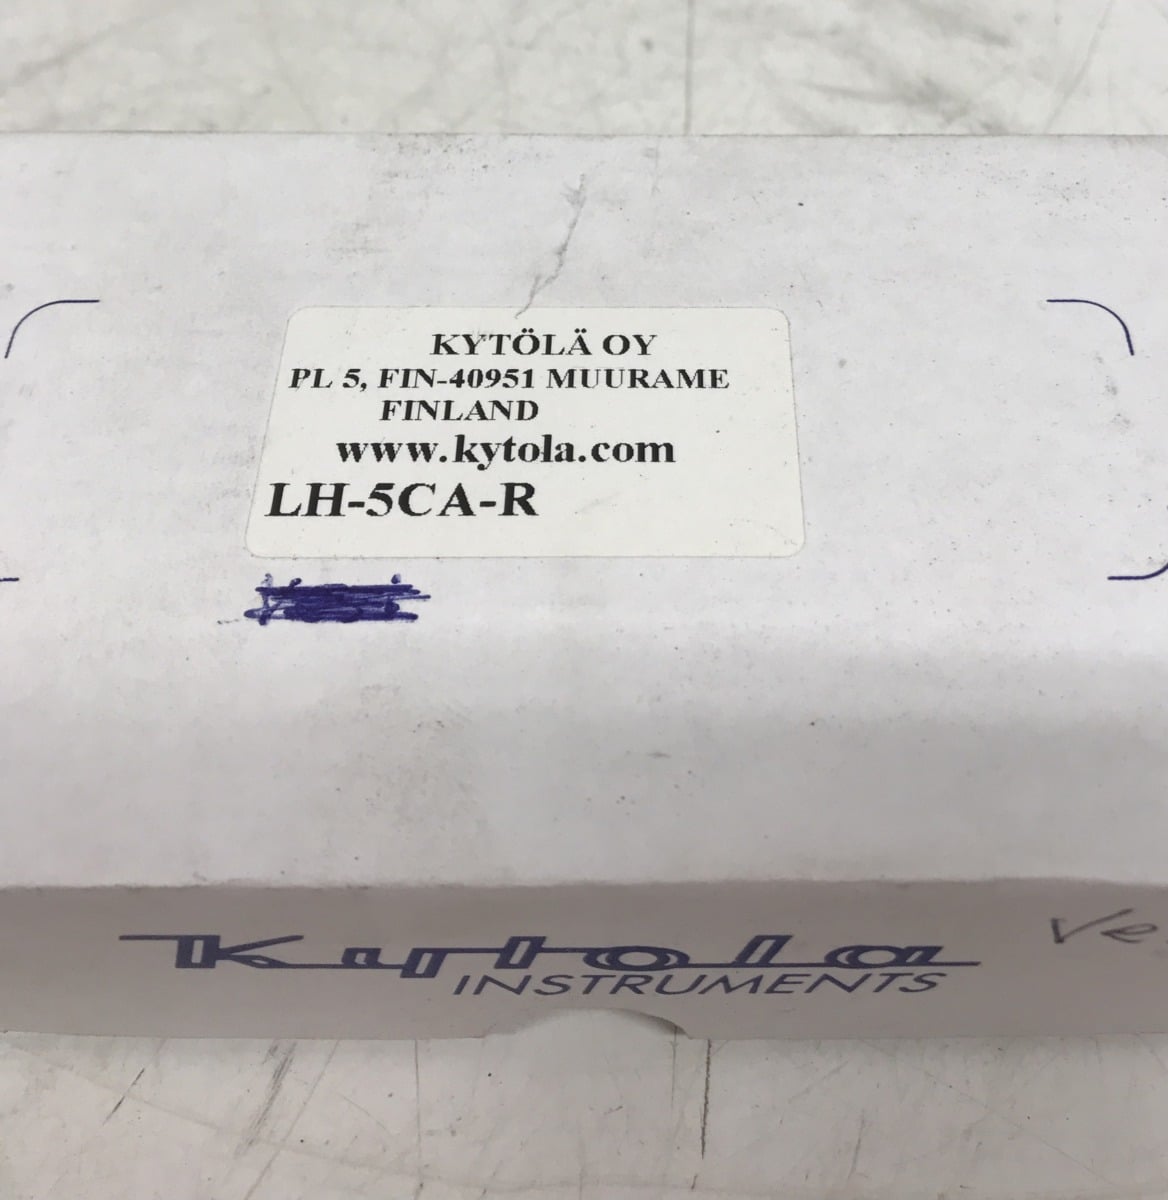 KYTÖLÄ OY
PL 5, FIN-40951 MUURAME
FINLAND
www.kytola.com
LH-5CA-R
Kytola
INSTRUMENTS